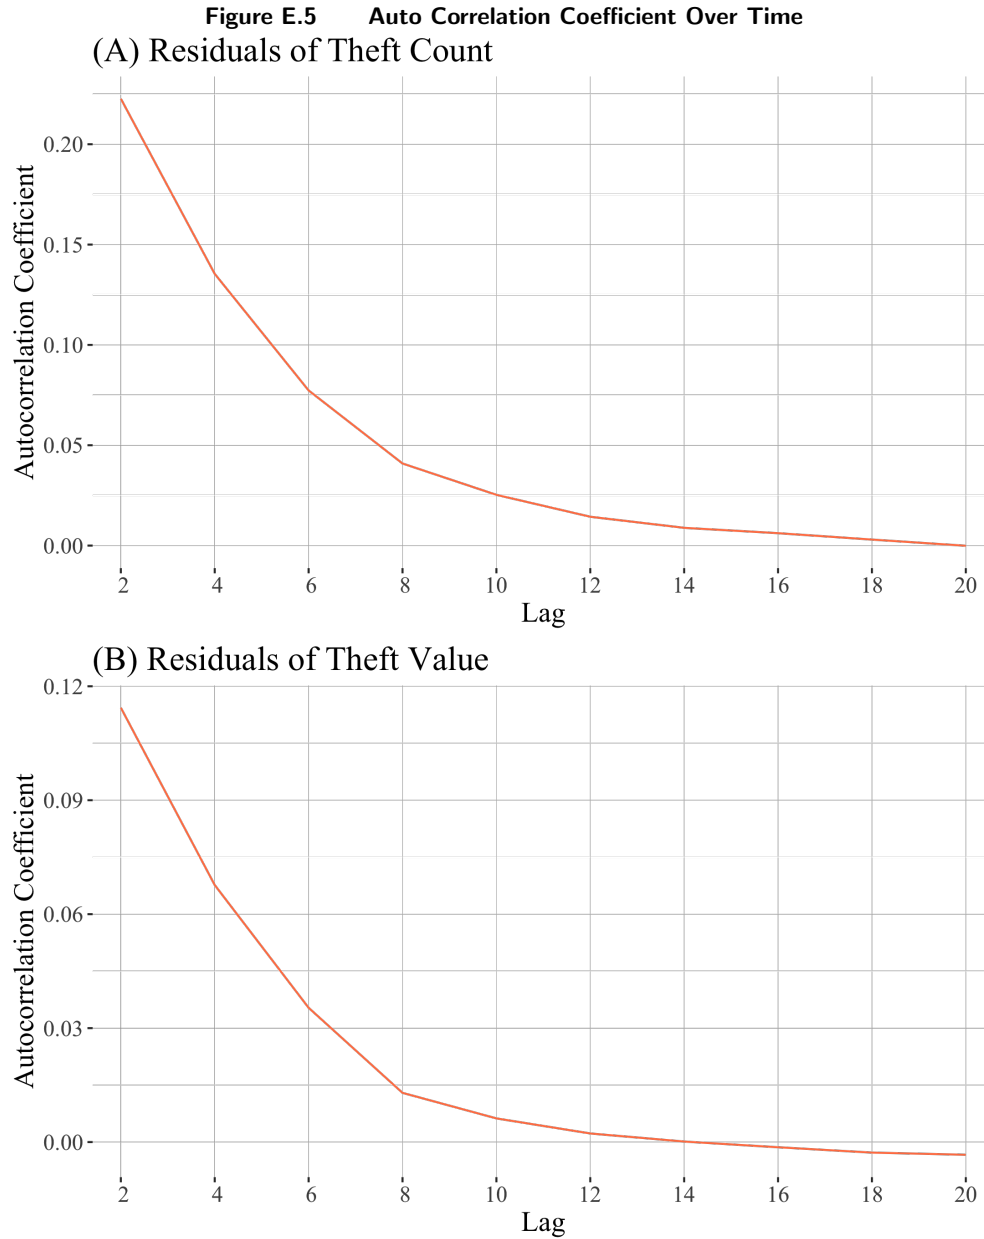 Figure E.5 Auto Correlation Coefficient Over Time
(A) Residuals of Theft Count
Autocorrelation Coefficient
0.20
0.15
0.10
0.05
0.00
2 4 6 8 10 12 14 16 18 20
Lag
(B) Residuals of Theft Value
Autocorrelation Coefficient
0.12
0.09
0.06
0.03
0.00
2 4 6 8 10 12 14 16 18 20
Lag